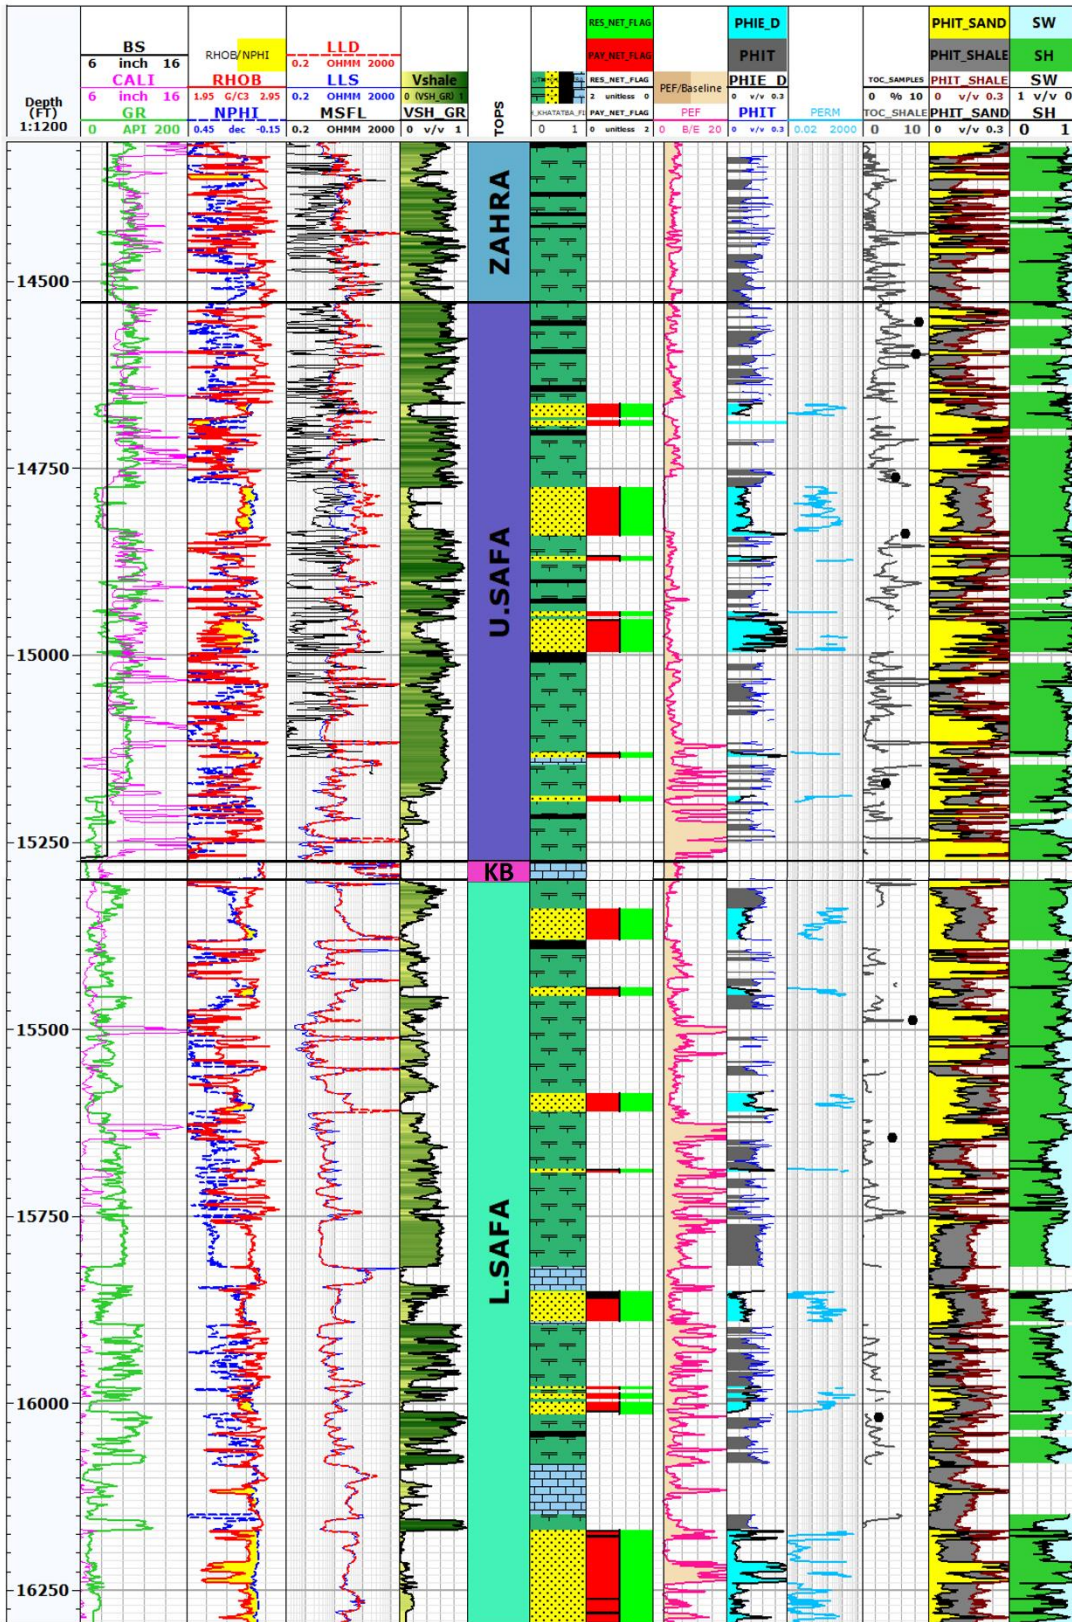 Depth
(FT)
1:1200
BS
6 inch 16
CALI
6 inch 16
GR
0 API 200
RHOB/NPHI
RHOB
1.95 G/C3 2.95
NPHI
0.45 dec -0.15
LLD
0.2 OHMM 2000
LLS
0.2 OHMM 2000
MSFL
0.2 OHMM 2000
Vshale
0 (VSH_GR) 1
VSH_GR
0 v/v 1
TOPS
0 1
RES_NET_FLAG
PAY_NET_FLAG
RES_NET_FLAG
2 unitless 0
PAY_NET_FLAG
0 unitless 2
PEF/Baseline
PEF
0 B/E 20
PHIE_D
PHIT
PHIE_D
0 v/v 0.3
PHIT
0 v/v 0.3
PERM
0.02 2000
TOC_SAMPLES
0 % 10
TOC_SHALE
0 10
PHIT_SAND
PHIT_SHALE
PHIT_SHALE
0 v/v 0.3
PHIT_SAND
0 v/v 0.3
SW
SH
SW
1 v/v 0
SH
0 1
ZAHRA
14500
14750
U.SAFA
15000
15250
KB
15500
15750
L.SAFA
16000
16250